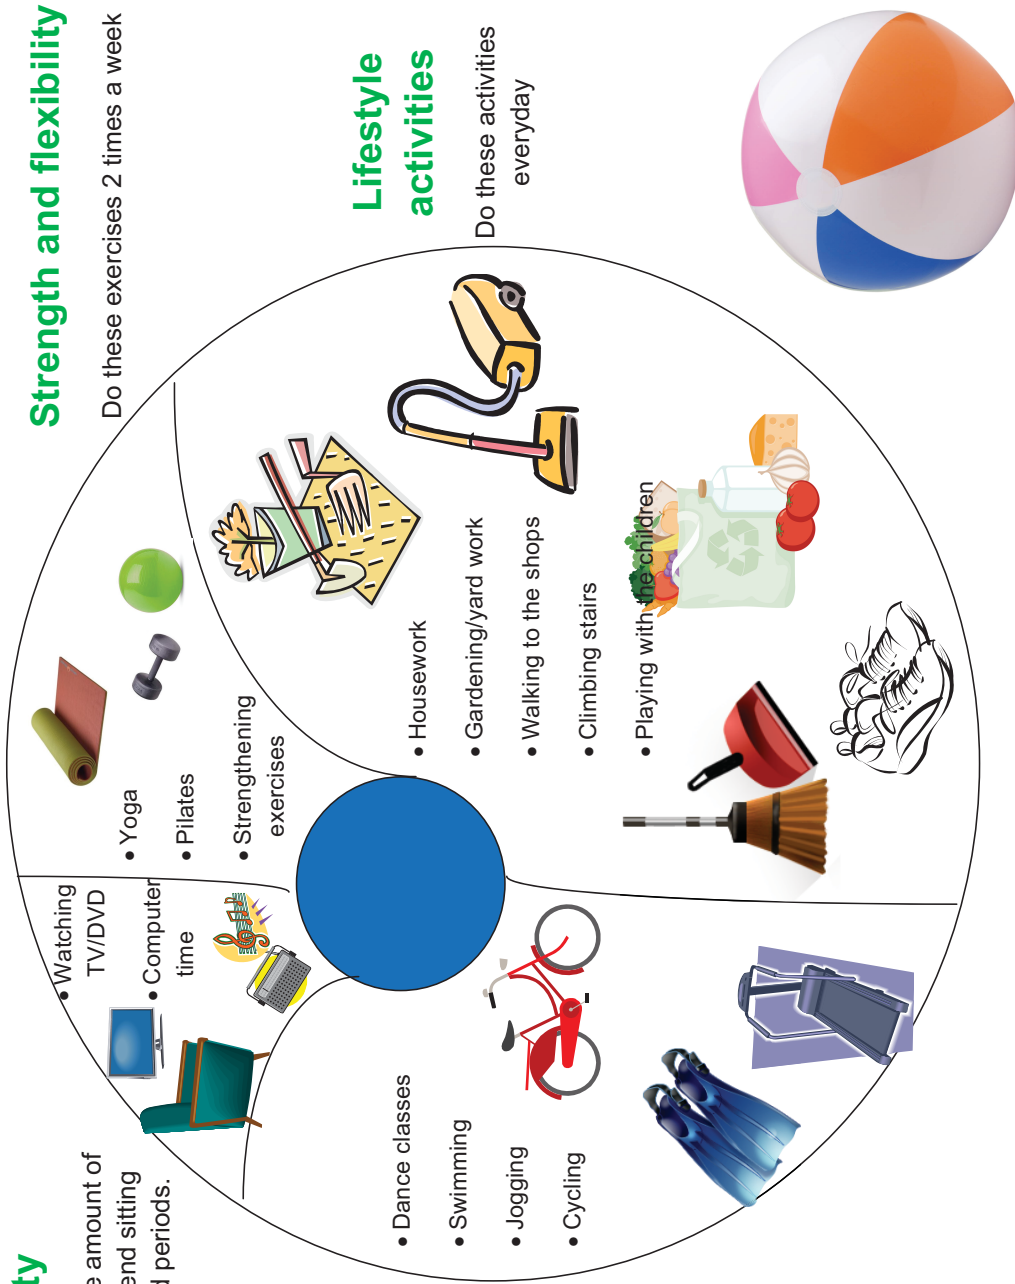 ty
e amount of
end sitting
d periods.
• Watching
TV/DVD
• Computer
time
Strength and flexibility
Do these exercises 2 times a week
• Yoga
• Pilates
• Strengthening
exercises
Lifestyle
activities
Do these activities
everyday
• Housework
• Gardening/yard work
• Walking to the shops
• Climbing stairs
• Playing with the children
• Dance classes
• Swimming
• Jogging
• Cycling